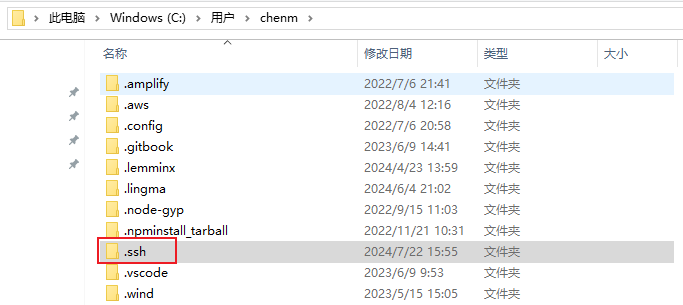 此电脑 > Windows (C:) > 用户 > chenm >
名称 修改日期 类型 大小
.amplify 2022/7/6 21:41 文件夹
.aws 2022/8/4 12:16 文件夹
.config 2022/7/6 20:58 文件夹
.gitbook 2023/6/9 14:41 文件夹
.lemminx 2024/4/23 13:59 文件夹
.lingma 2024/6/4 21:02 文件夹
.node-gyp 2022/9/15 11:03 文件夹
.npminstall_tarball 2022/11/21 10:31 文件夹
.ssh 2024/7/22 15:55 文件夹
.vscode 2023/6/9 9:53 文件夹
.wind 2023/5/15 15:05 文件夹